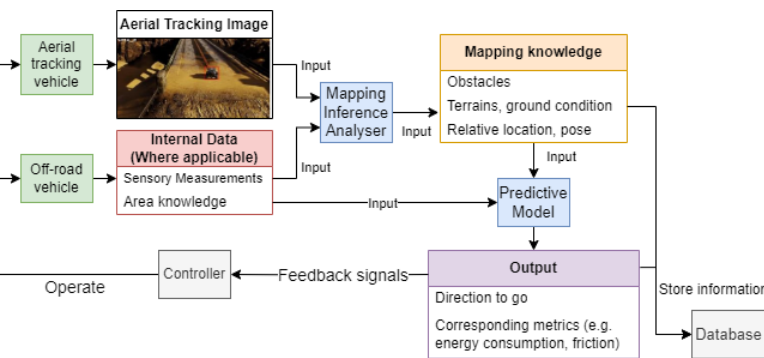 Aerial
tracking
vehicle
Aerial Tracking Image
Input
Mapping
Inference
Analyser
Input
Mapping knowledge
Obstacles
Terrains, ground condition
Relative location, pose
Off-road
vehicle
Internal Data
(Where applicable)
Sensory Measurements
Area knowledge
Input
Input
Input
Predictive
Model
Output
Direction to go
Corresponding metrics (e.g.
energy consumption, friction)
Feedback signals
Controller
Operate
Store information
Database